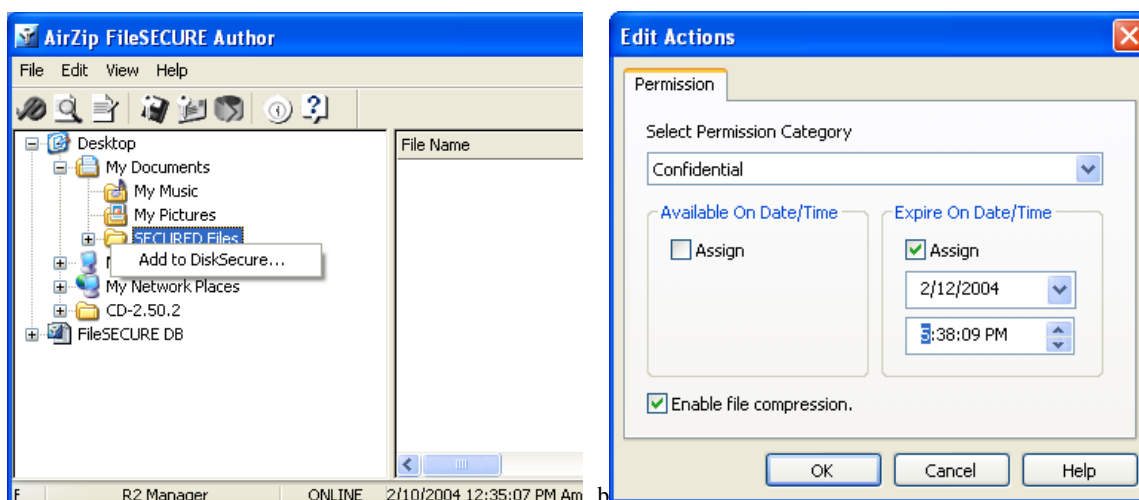 AirZip FileSECURE Author
File Edit View Help
Desktop
My Documents
My Music
My Pictures
SECURED Files
Add to DiskSecure...
My Network Places
CD-2.50.2
FileSECURE DB
File Name
R2 Manager ONLINE 2/10/2004 12:35:07 PM Am
b
Edit Actions
Permission
Select Permission Category
Confidential
Available On Date/Time
Assign
Expire On Date/Time
Assign
2/12/2004
5:38:09 PM
Enable file compression.
OK Cancel Help